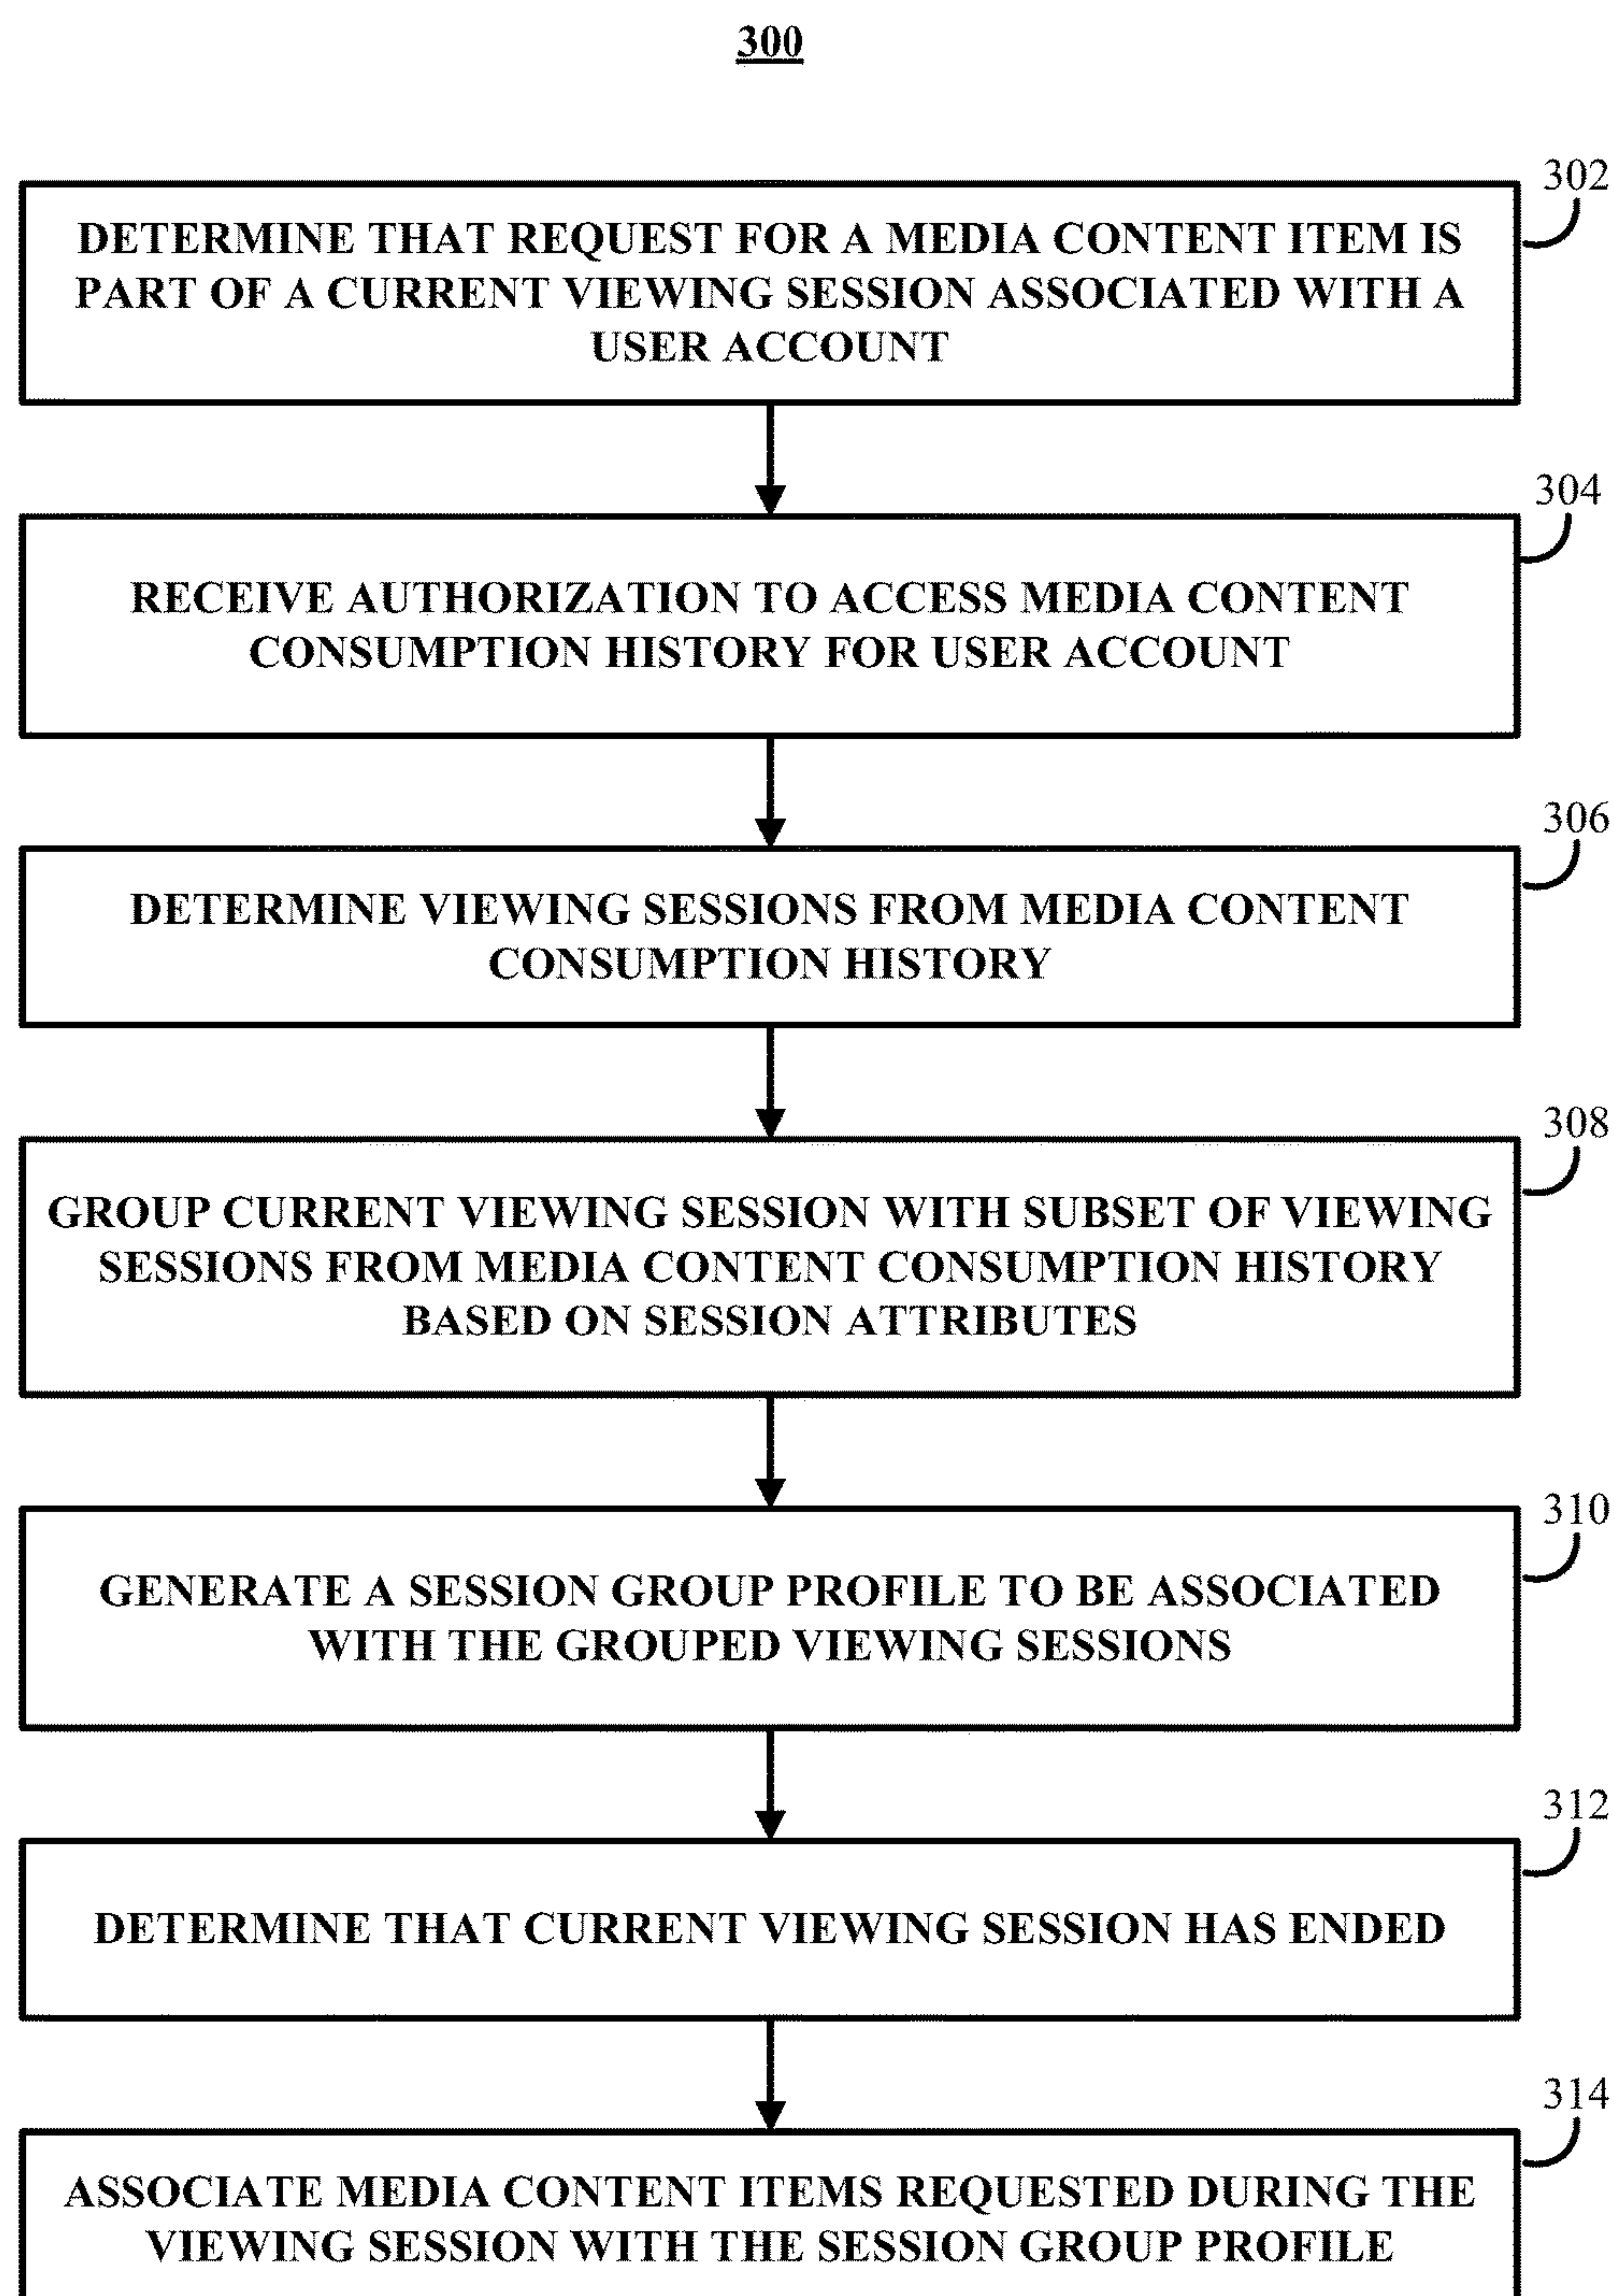 300
302
DETERMINE THAT REQUEST FOR A MEDIA CONTENT ITEM IS
PART OF A CURRENT VIEWING SESSION ASSOCIATED WITH A
USER ACCOUNT
304
RECEIVE AUTHORIZATION TO ACCESS MEDIA CONTENT
CONSUMPTION HISTORY FOR USER ACCOUNT
306
DETERMINE VIEWING SESSIONS FROM MEDIA CONTENT
CONSUMPTION HISTORY
308
GROUP CURRENT VIEWING SESSION WITH SUBSET OF VIEWING
SESSIONS FROM MEDIA CONTENT CONSUMPTION HISTORY
BASED ON SESSION ATTRIBUTES
310
GENERATE A SESSION GROUP PROFILE TO BE ASSOCIATED
WITH THE GROUPED VIEWING SESSIONS
312
DETERMINE THAT CURRENT VIEWING SESSION HAS ENDED
314
ASSOCIATE MEDIA CONTENT ITEMS REQUESTED DURING THE
VIEWING SESSION WITH THE SESSION GROUP PROFILE